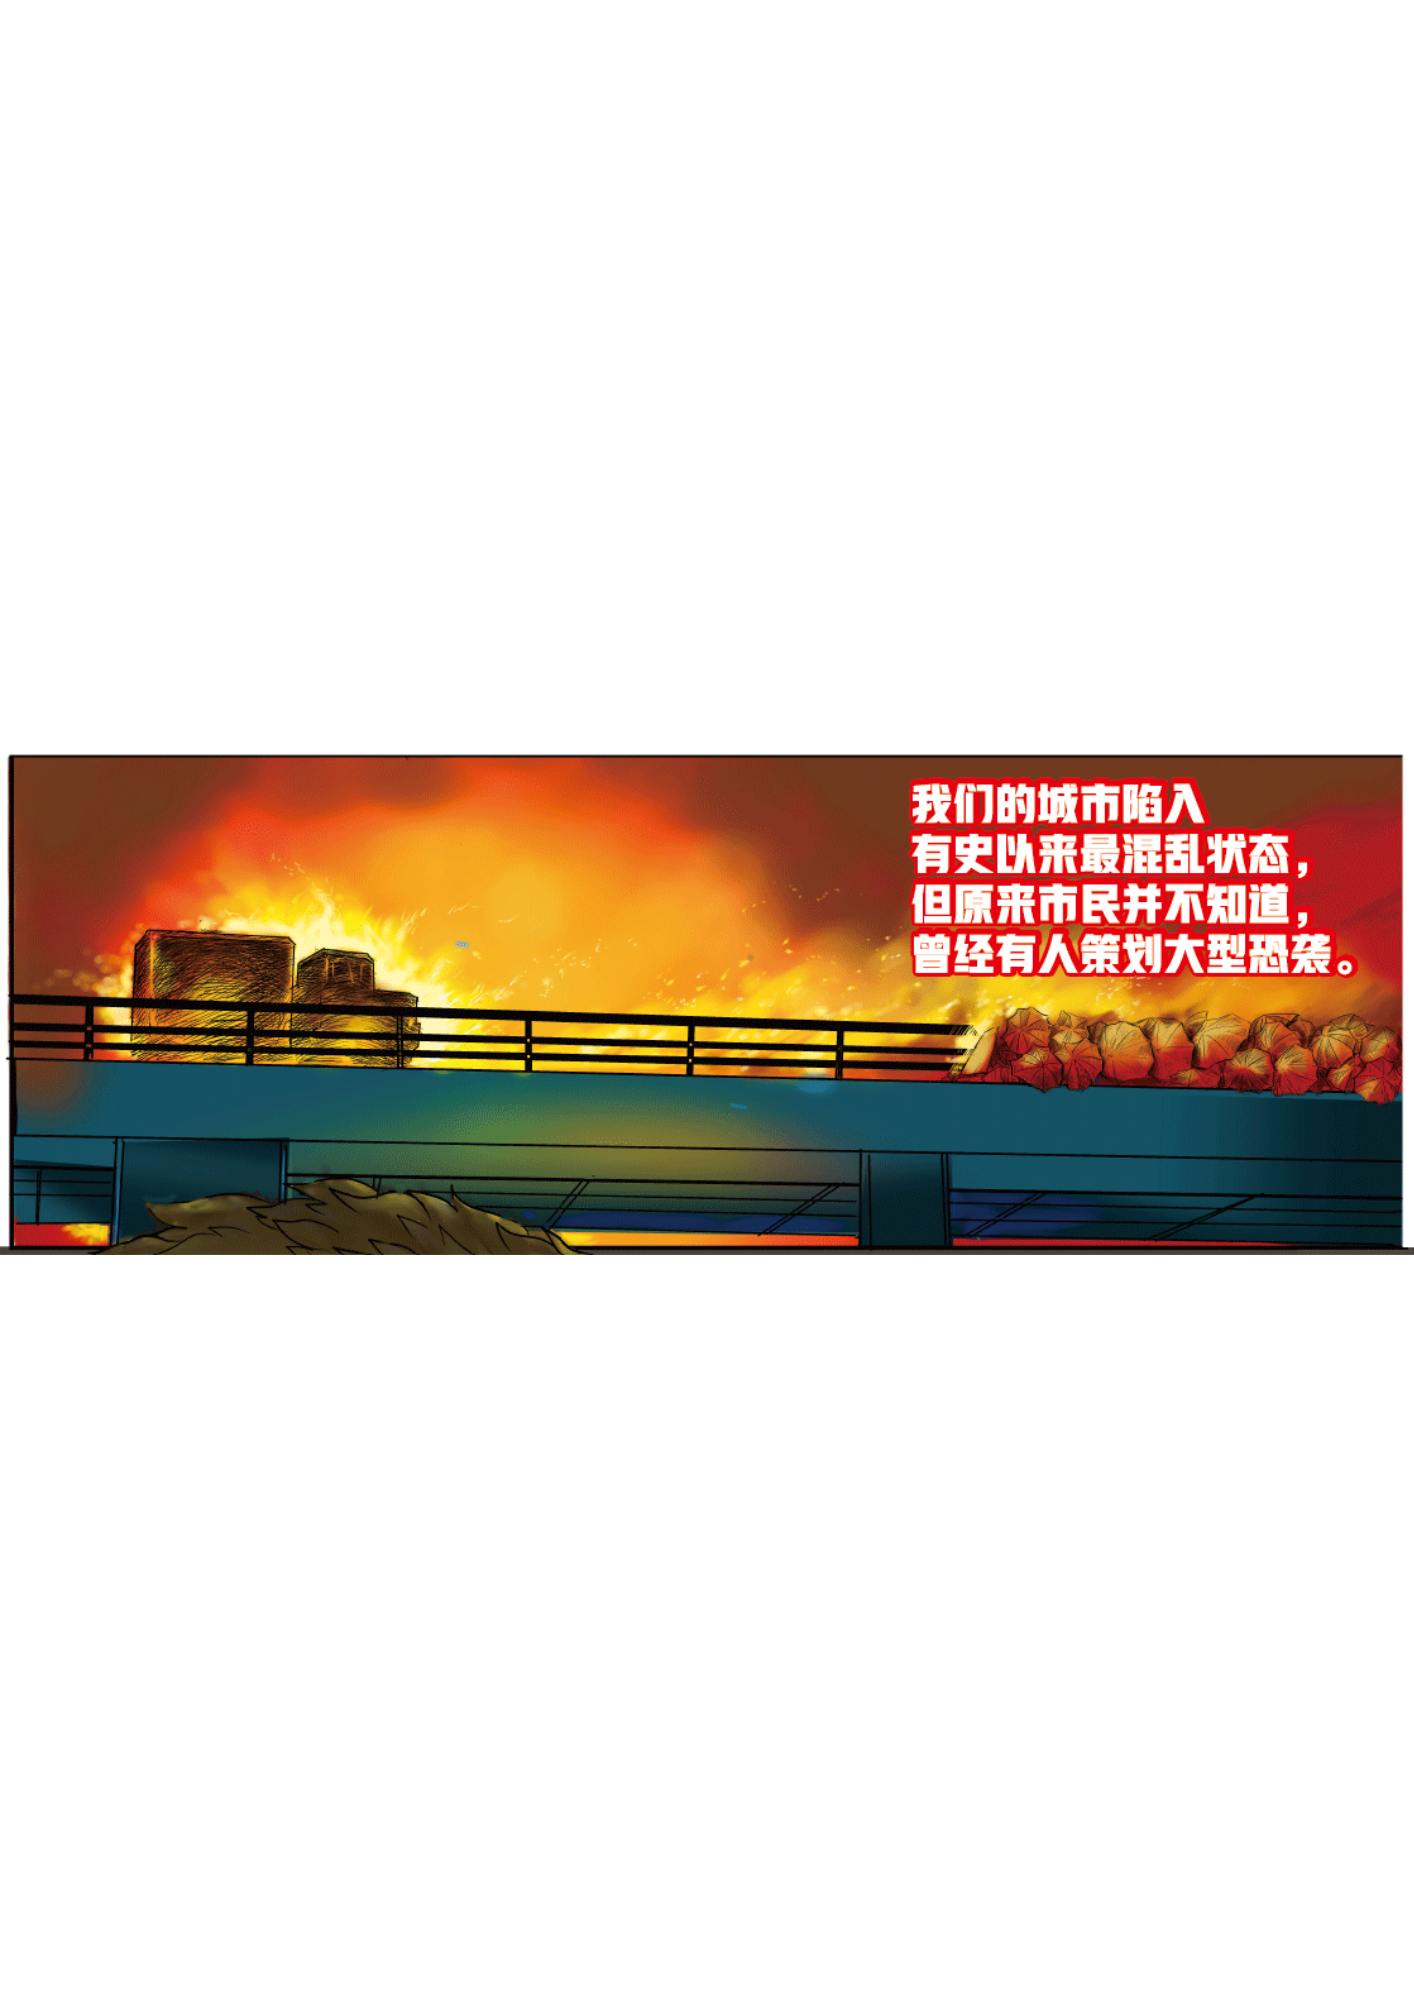 我们的城市陷入
有史以来最混乱状态，
但原来市民并不知道，
曾经有人策划大型恐袭。